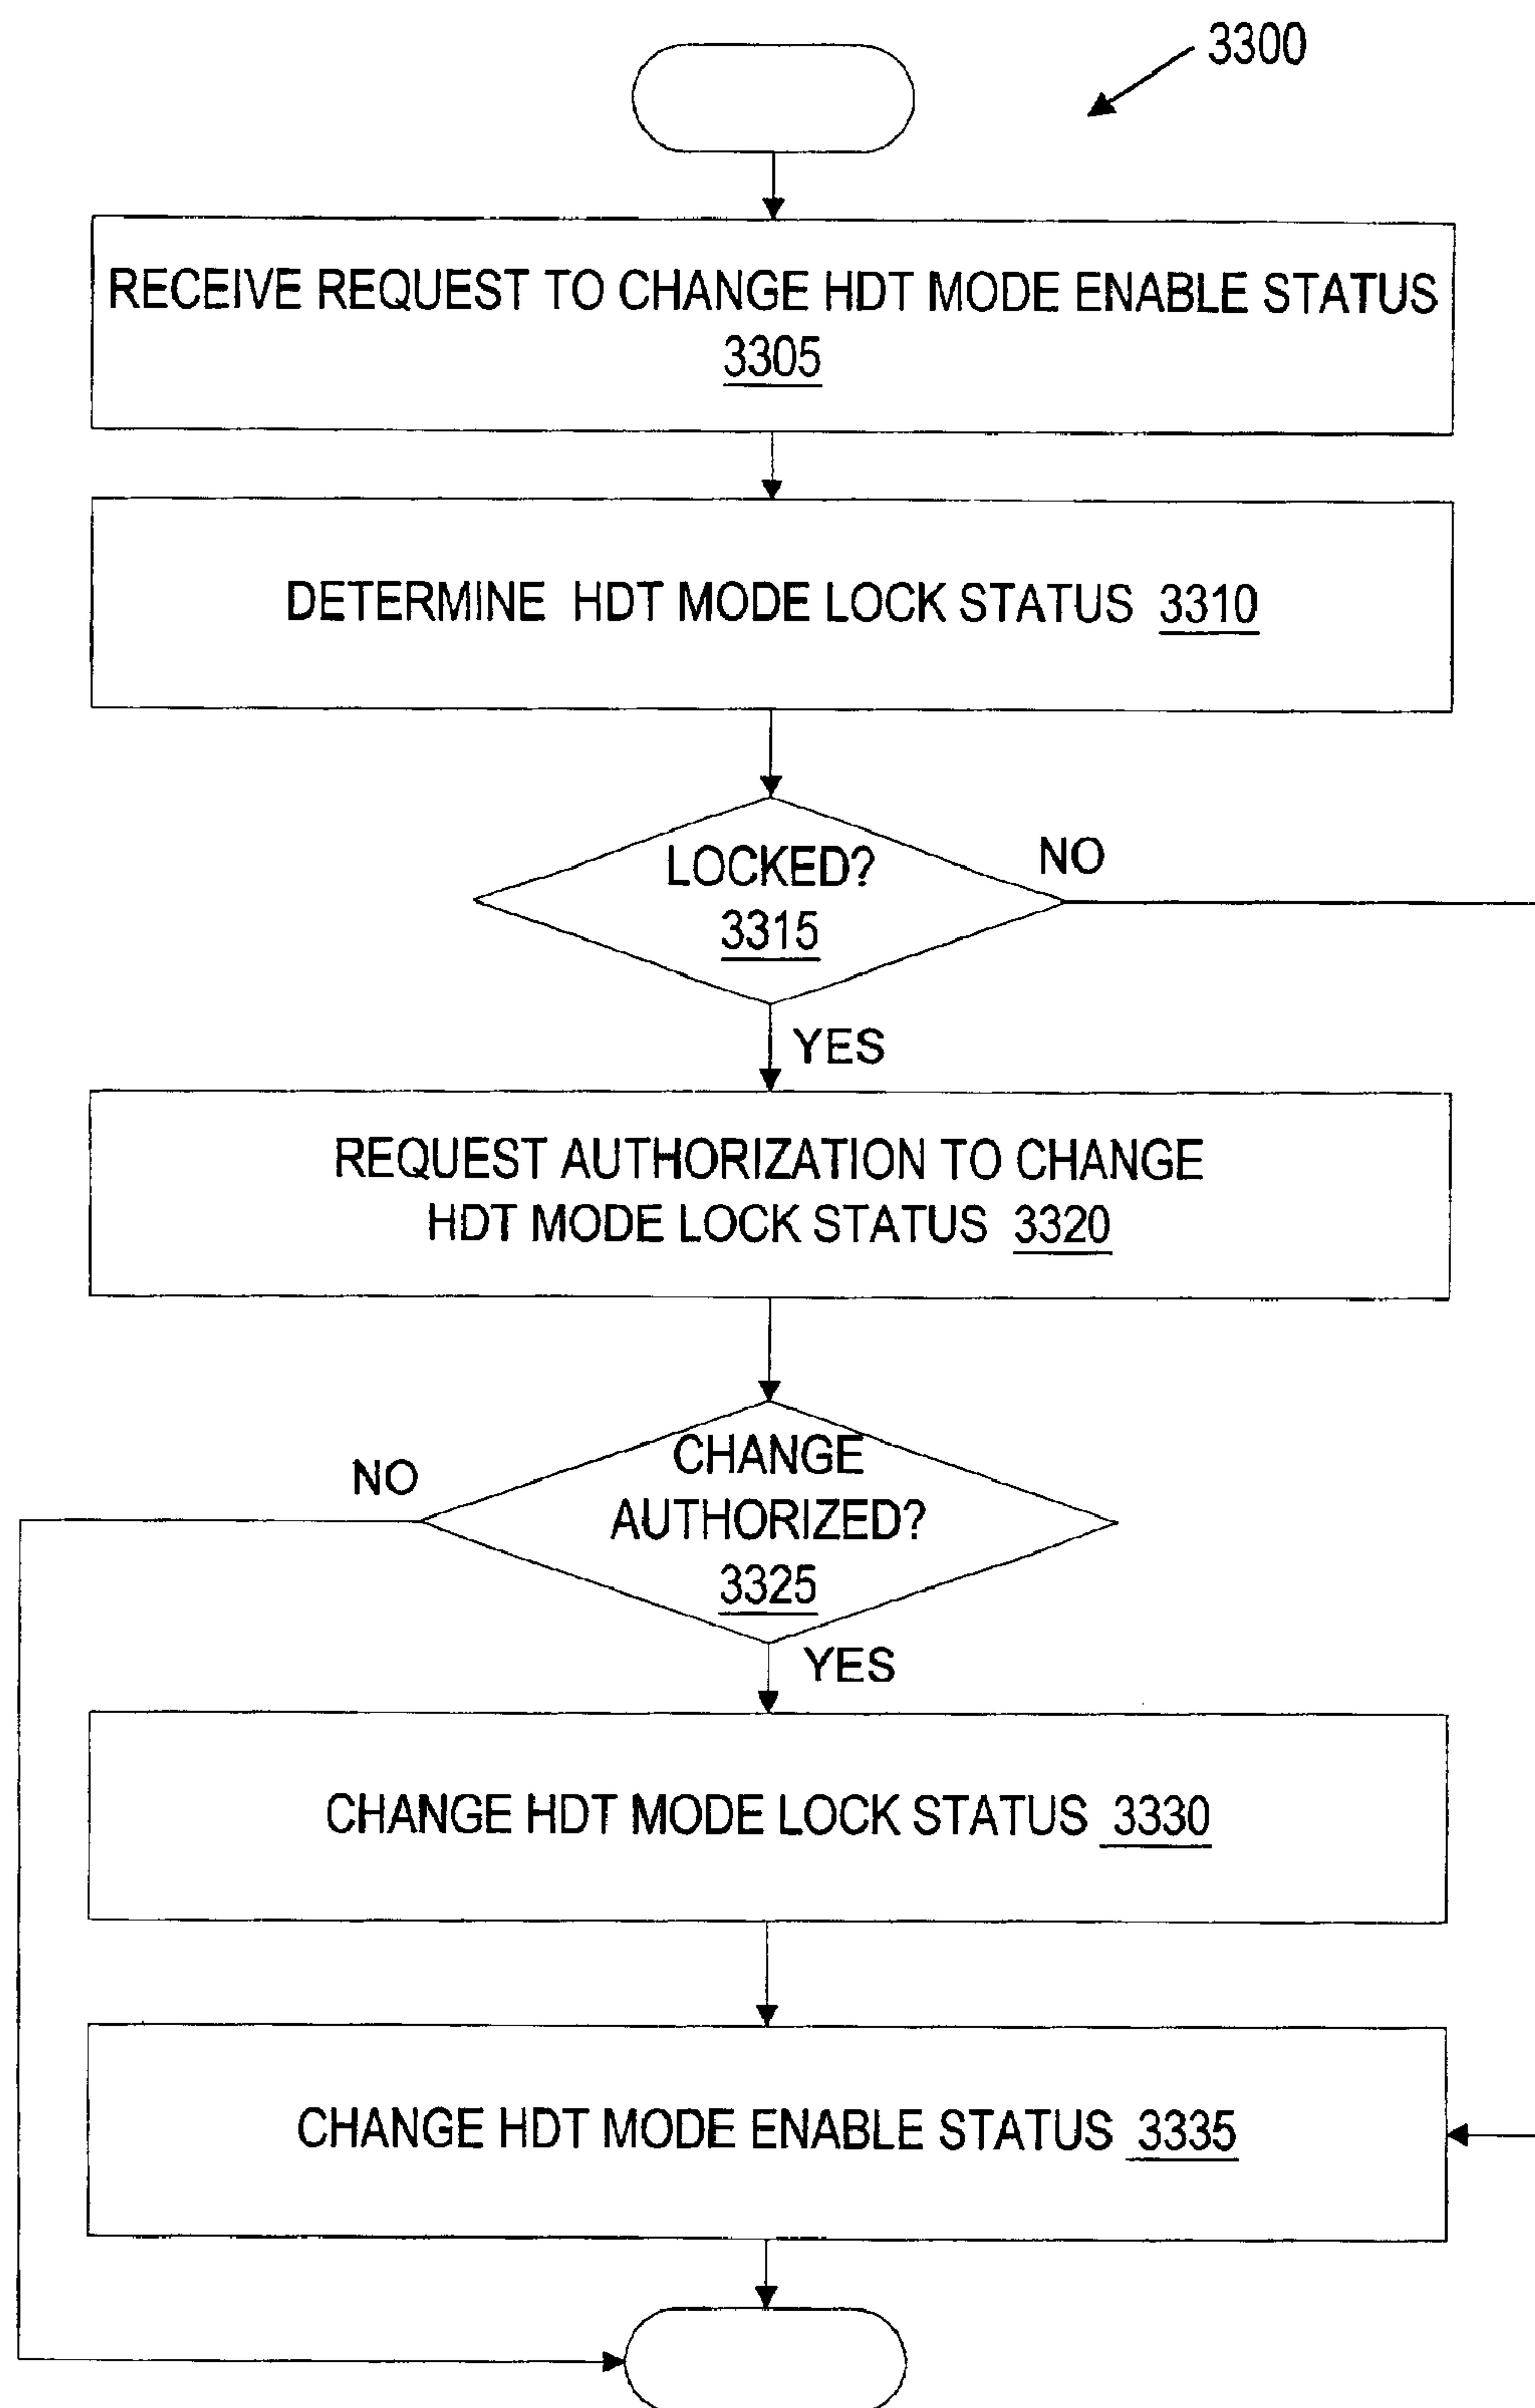 3300
RECEIVE REQUEST TO CHANGE HDT MODE ENABLE STATUS
3305
DETERMINE HDT MODE LOCK STATUS 3310
LOCKED?
3315
NO
YES
REQUEST AUTHORIZATION TO CHANGE
HDT MODE LOCK STATUS 3320
CHANGE
AUTHORIZED?
3325
NO
YES
CHANGE HDT MODE LOCK STATUS 3330
CHANGE HDT MODE ENABLE STATUS 3335